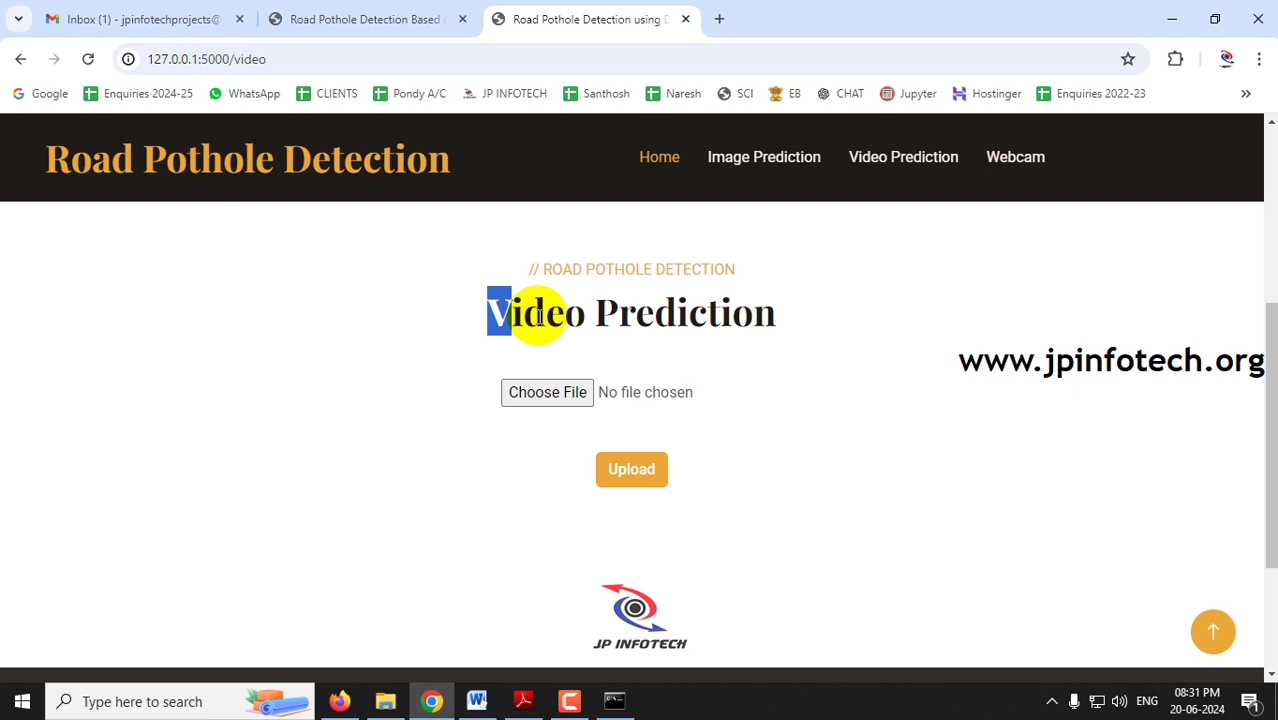 Inbox (1) - jpinfotechprojects@
Road Pothole Detection Based
Road Pothole Detection using D
127.0.0.1:5000/video
Google
Enquiries 2024-25
WhatsApp
CLIENTS
Pondy A/C
JP INFOTECH
Santhosh
Naresh
SCI
EB
CHAT
Jupyter
Hostinger
Enquiries 2022-23
Road Pothole Detection
Home
Image Prediction
Video Prediction
Webcam
// ROAD POTHOLE DETECTION
Video Prediction
www.jpinfotech.org
Choose File No file chosen
Upload
JP INFOTECH
Type here to search
ENG
08:31 PM
20-06-2024